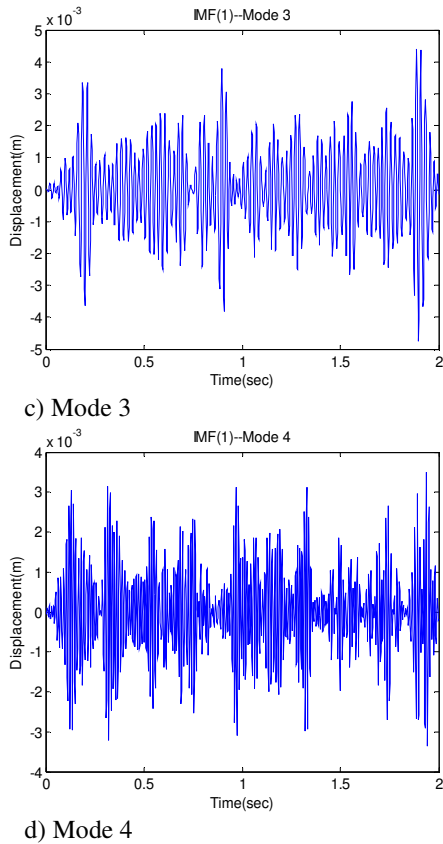 x 10-3
IMF(1)--Mode 3
5
4
3
2
1
0
-1
-2
-3
-4
-5
Displacement(m)
0 0.5 1 1.5 2
Time(sec)
c) Mode 3
x 10-3
IMF(1)--Mode 4
4
3
2
1
0
-1
-2
-3
-4
Displacement(m)
0 0.5 1 1.5 2
Time(sec)
d) Mode 4